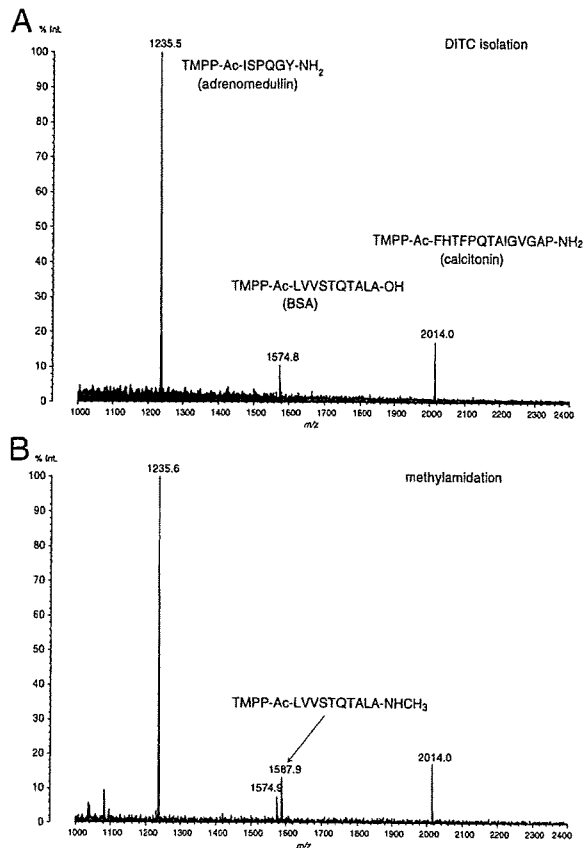 A
% Int.
1235.5
DITC isolation
TMPP-Ac-ISPQGY-NH2
(adrenomedullin)
100
90
80
70
60
50
40
30
20
10
0
TMPP-Ac-FHTFPQTAIGVGAP-NH2
(calcitonin)
TMPP-Ac-LVVSTQTALA-OH
(BSA)
1574.8
2014.0
1000 1100 1200 1300 1400 1500 1600 1700 1800 1900 2000 2100 2200 2300 2400
m/z
B
% Int.
1235.6
methylamidation
100
90
80
70
60
50
40
30
20
10
0
TMPP-Ac-LVVSTQTALA-NHCH3
1587.9
1574.9
2014.0
1000 1100 1200 1300 1400 1500 1600 1700 1800 1900 2000 2100 2200 2300 2400
m/z